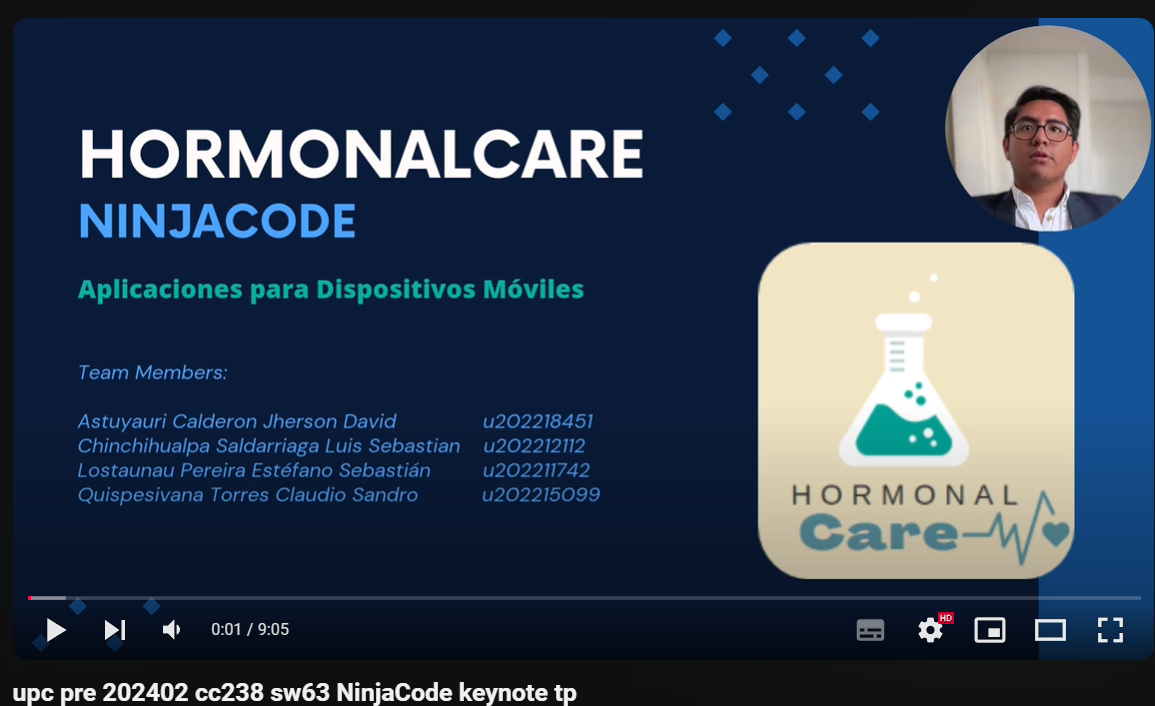 HORMONALCARE
NINJACODE
Aplicaciones para Dispositivos Móviles
Team Members:
Astuyauri Calderon Jherson David u202218451
Chinchihualpa Saldarriaga Luis Sebastian u202212112
Lostaunau Pereira Estéfano Sebastián u202211742
Quispesivana Torres Claudio Sandro u202215099
HORMONAL
Care
0:01 / 9:05
HD
upc pre 202402 cc238 sw63 NinjaCode keynote tp